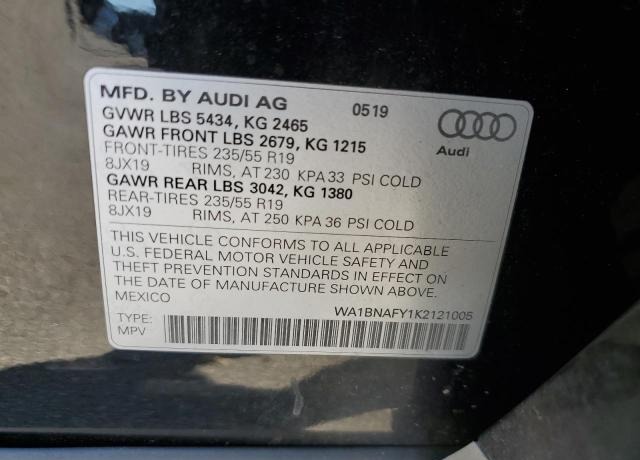 MFD. BY AUDI AG 0519
GVWR LBS 5434, KG 2465
GAWR FRONT LBS 2679, KG 1215
FRONT-TIRES 235/55 R19
8JX19 RIMS, AT 230 KPA 33 PSI COLD
GAWR REAR LBS 3042, KG 1380
REAR-TIRES 235/55 R19
8JX19 RIMS, AT 250 KPA 36 PSI COLD
Audi
THIS VEHICLE CONFORMS TO ALL APPLICABLE
U.S. FEDERAL MOTOR VEHICLE SAFETY AND
THEFT PREVENTION STANDARDS IN EFFECT ON
THE DATE OF MANUFACTURE SHOWN ABOVE.
MEXICO
WA1BNAFY1K2121005
TYPE:
MPV